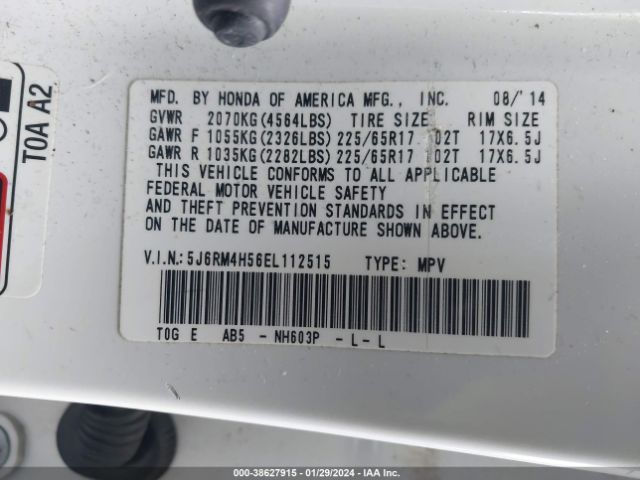 MFD. BY HONDA OF AMERICA MFG., INC. 08/'14
GVWR 2070KG(4564LBS) TIRE SIZE RIM SIZE
GAWR F 1055KG(2326LBS) 225/65R17 02T 17X6.5J
GAWR R 1035KG(2282LBS) 225/65R17 02T 17X6.5J
THIS VEHICLE CONFORMS TO ALL APPLICABLE
FEDERAL MOTOR VEHICLE SAFETY
AND THEFT PREVENTION STANDARDS IN EFFECT
ON THE DATE OF MANUFACTURE SHOWN ABOVE.
V.I.N.: 5J6RM4H56EL112515 TYPE: MPV
T0G E AB5 - NH603P - L - L
T0A A2
000-38627915 - 01/29/2024 - IAA Inc.